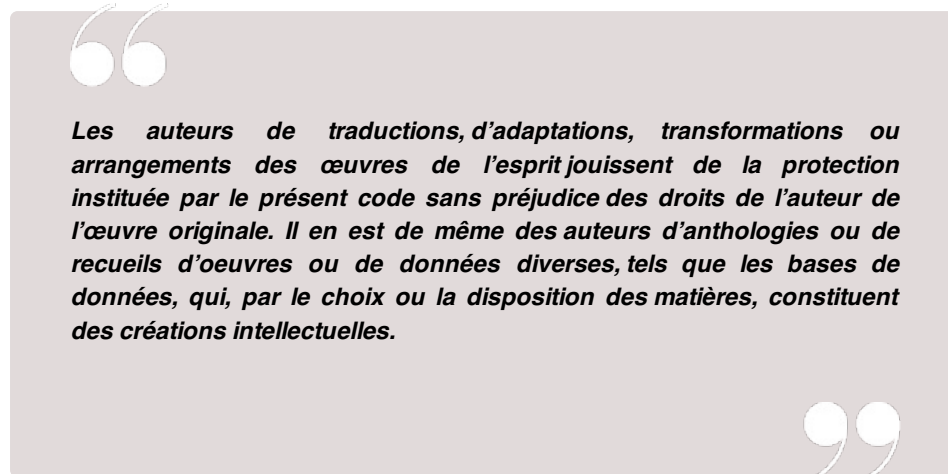 Les auteurs de traductions, d’adaptations, transformations ou
arrangements des œuvres de l’esprit jouissent de la protection
instituée par le présent code sans préjudice des droits de l’auteur de
l’œuvre originale. Il en est de même des auteurs d’anthologies ou de
recueils d’oeuvres ou de données diverses, tels que les bases de
données, qui, par le choix ou la disposition des matières, constituent
des créations intellectuelles.